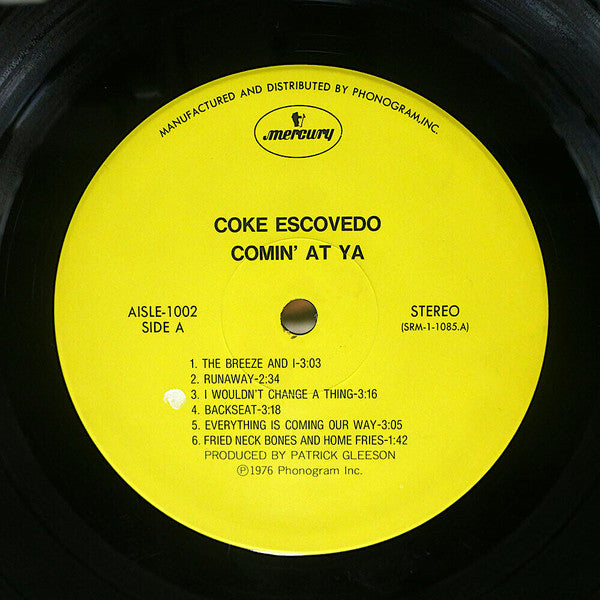 MANUFACTURED AND DISTRIBUTED BY PHONOGRAM, INC.
mercury
COKE ESCOVEDO
COMIN' AT YA
AISLE-1002
SIDE A
STEREO
(SRM-1-1085.A)
1. THE BREEZE AND I-3:03
2. RUNAWAY-2:34
3. I WOULDN'T CHANGE A THING-3:16
4. BACKSEAT-3:18
5. EVERYTHING IS COMING OUR WAY-3:05
6. FRIED NECK BONES AND HOME FRIES-1:42
PRODUCED BY PATRICK GLEESON
℗1976 Phonogram Inc.